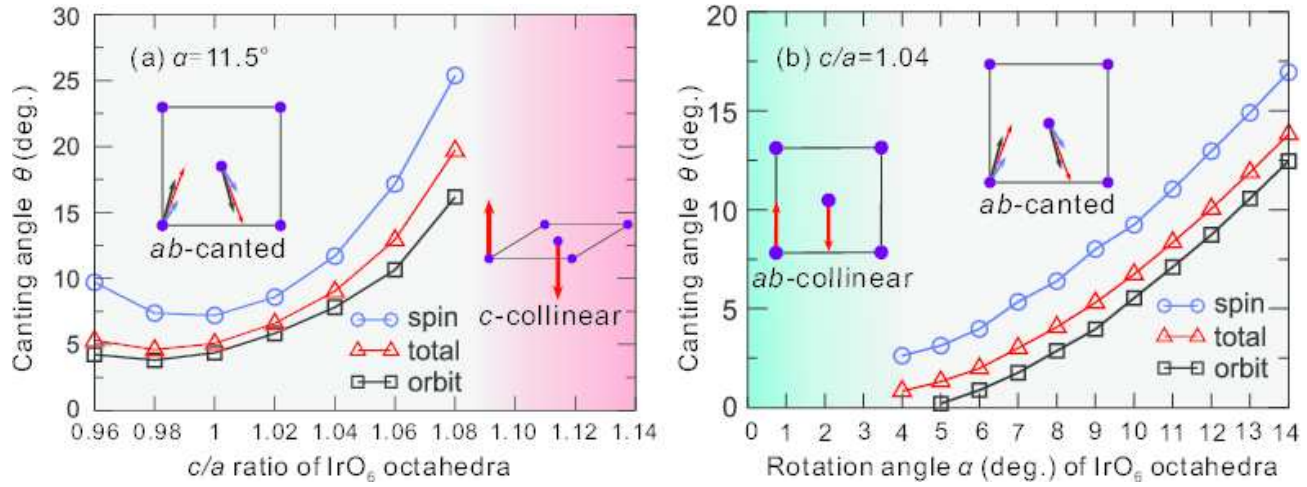 (a) α=11.5°
Canting angle θ (deg.)
30
25
20
15
10
5
0
ab-canted
c-collinear
spin
total
orbit
0.96 0.98 1 1.02 1.04 1.06 1.08 1.10 1.12 1.14
c/a ratio of IrO₆ octahedra
(b) c/a=1.04
Canting angle θ (deg.)
20
15
10
5
0
ab-collinear
ab-canted
spin
total
orbit
0 1 2 3 4 5 6 7 8 9 10 11 12 13 14
Rotation angle α (deg.) of IrO₆ octahedra